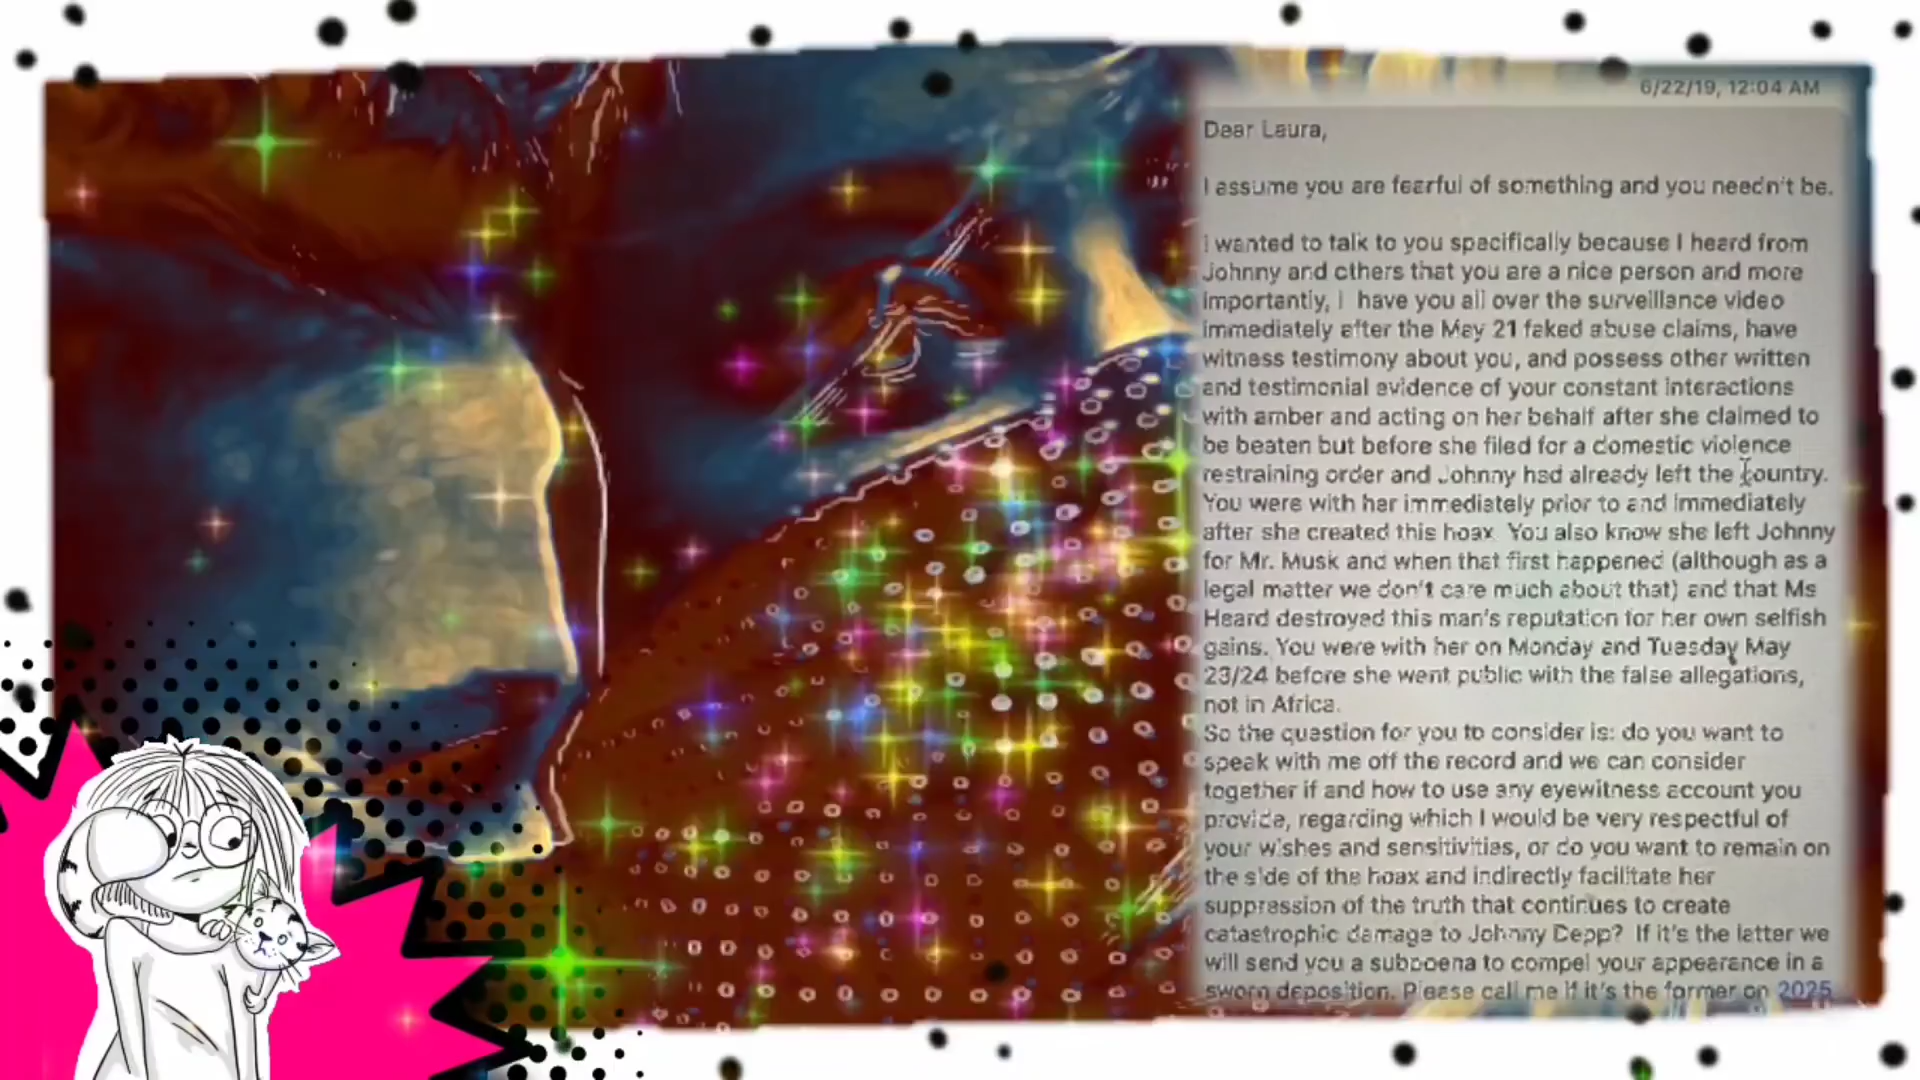 6/22/19, 12:04 AM
Dear Laura,
I assume you are fearful of something and you needn't be.
I wanted to talk to you specifically because I heard from
Johnny and others that you are a nice person and more
importantly, I have you all over the surveillance video
immediately after the May 21 faked abuse claims, have
witness testimony about you, and possess other written
and testimonial evidence of your constant interactions
with amber and acting on her behalf after she claimed to
be beaten but before she filed for a domestic violence
restraining order and Johnny had already left the country.
You were with her immediately prior to and immediately
after she created this hoax. You also know she left Johnny
for Mr. Musk and when that first happened (although as a
legal matter we don't care much about that) and that Ms
Heard destroyed this man's reputation for her own selfish
gains. You were with her on Monday and Tuesday May
23/24 before she went public with the false allegations,
not in Africa.
So the question for you to consider is: do you want to
speak with me off the record and we can consider
together if and how to use any eyewitness account you
provide, regarding which I would be very respectful of
your wishes and sensitivities, or do you want to remain on
the side of the hoax and indirectly facilitate her
suppression of the truth that continues to create
catastrophic damage to Johnny Depp? If it's the latter we
will send you a subpoena to compel your appearance in a
sworn deposition. Please call me if it's the former on 2025